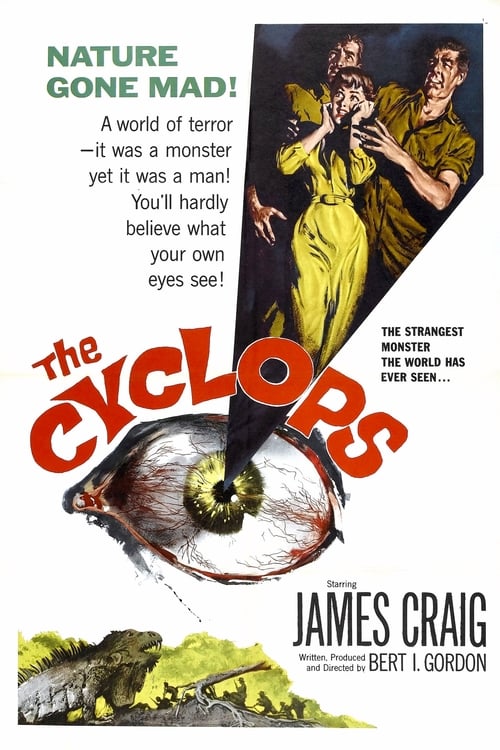 NATURE
GONE MAD!
A world of terror
—it was a monster
yet it was a man!
You'll hardly
believe what
your own
eyes see!
THE STRANGEST
MONSTER
THE WORLD HAS
EVER SEEN...
The
CYCLOPS
Starring
JAMES CRAIG
Written, Produced
and Directed by BERT I. GORDON